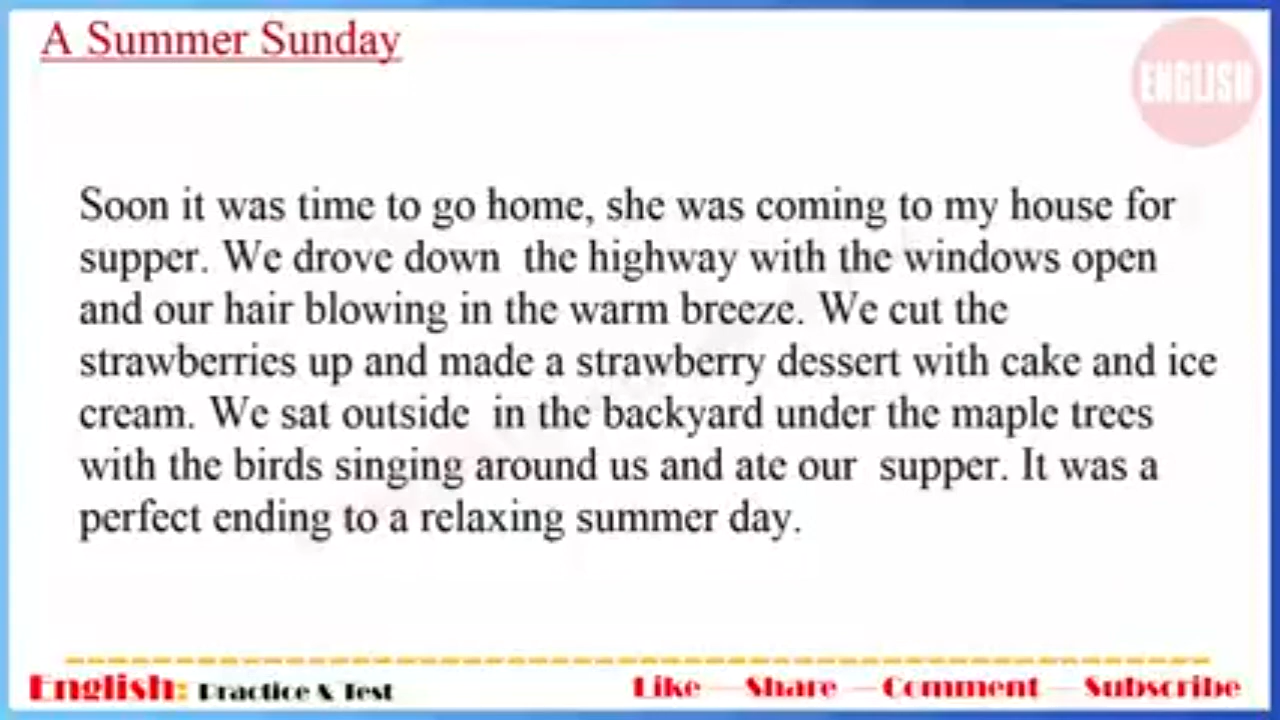 A Summer Sunday
ENGLISH
Soon it was time to go home, she was coming to my house for
supper. We drove down the highway with the windows open
and our hair blowing in the warm breeze. We cut the
strawberries up and made a strawberry dessert with cake and ice
cream. We sat outside in the backyard under the maple trees
with the birds singing around us and ate our supper. It was a
perfect ending to a relaxing summer day.
English: Practice & Test
Like — Share — Comment — Subscribe